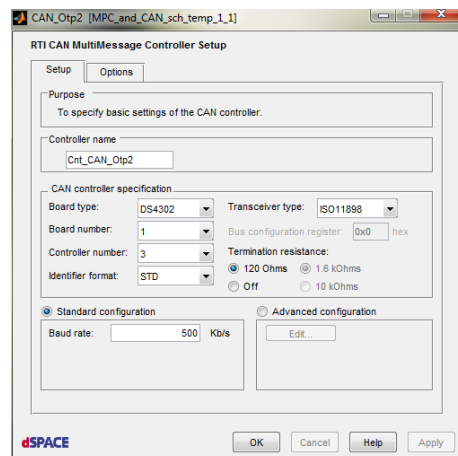 CAN_Otp2 [MPC_and_CAN_sch_temp_1_1]
RTI CAN MultiMessage Controller Setup
Setup Options
Purpose
To specify basic settings of the CAN controller.
Controller name
Cnt_CAN_Otp2
CAN controller specification
Board type: DS4302 Transceiver type: ISO11898
Board number: 1 Bus configuration register: 0x0 hex
Controller number: 3 Termination resistance:
120 Ohms 1.6 kOhms
Identifier format: STD
Off 10 kOhms
Standard configuration Advanced configuration
Baud rate: 500 Kb/s Edit...
dSPACE OK Cancel Help Apply